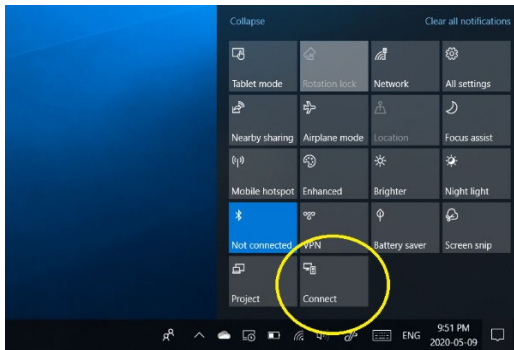 Collapse Clear all notifications
Tablet mode Rotation lock Network All settings
Nearby sharing Airplane mode Location Focus assist
Mobile hotspot Enhanced Brighter Night light
Not connected VPN Battery saver Screen snip
Project Connect
ENG 9:51 PM
2020-05-09